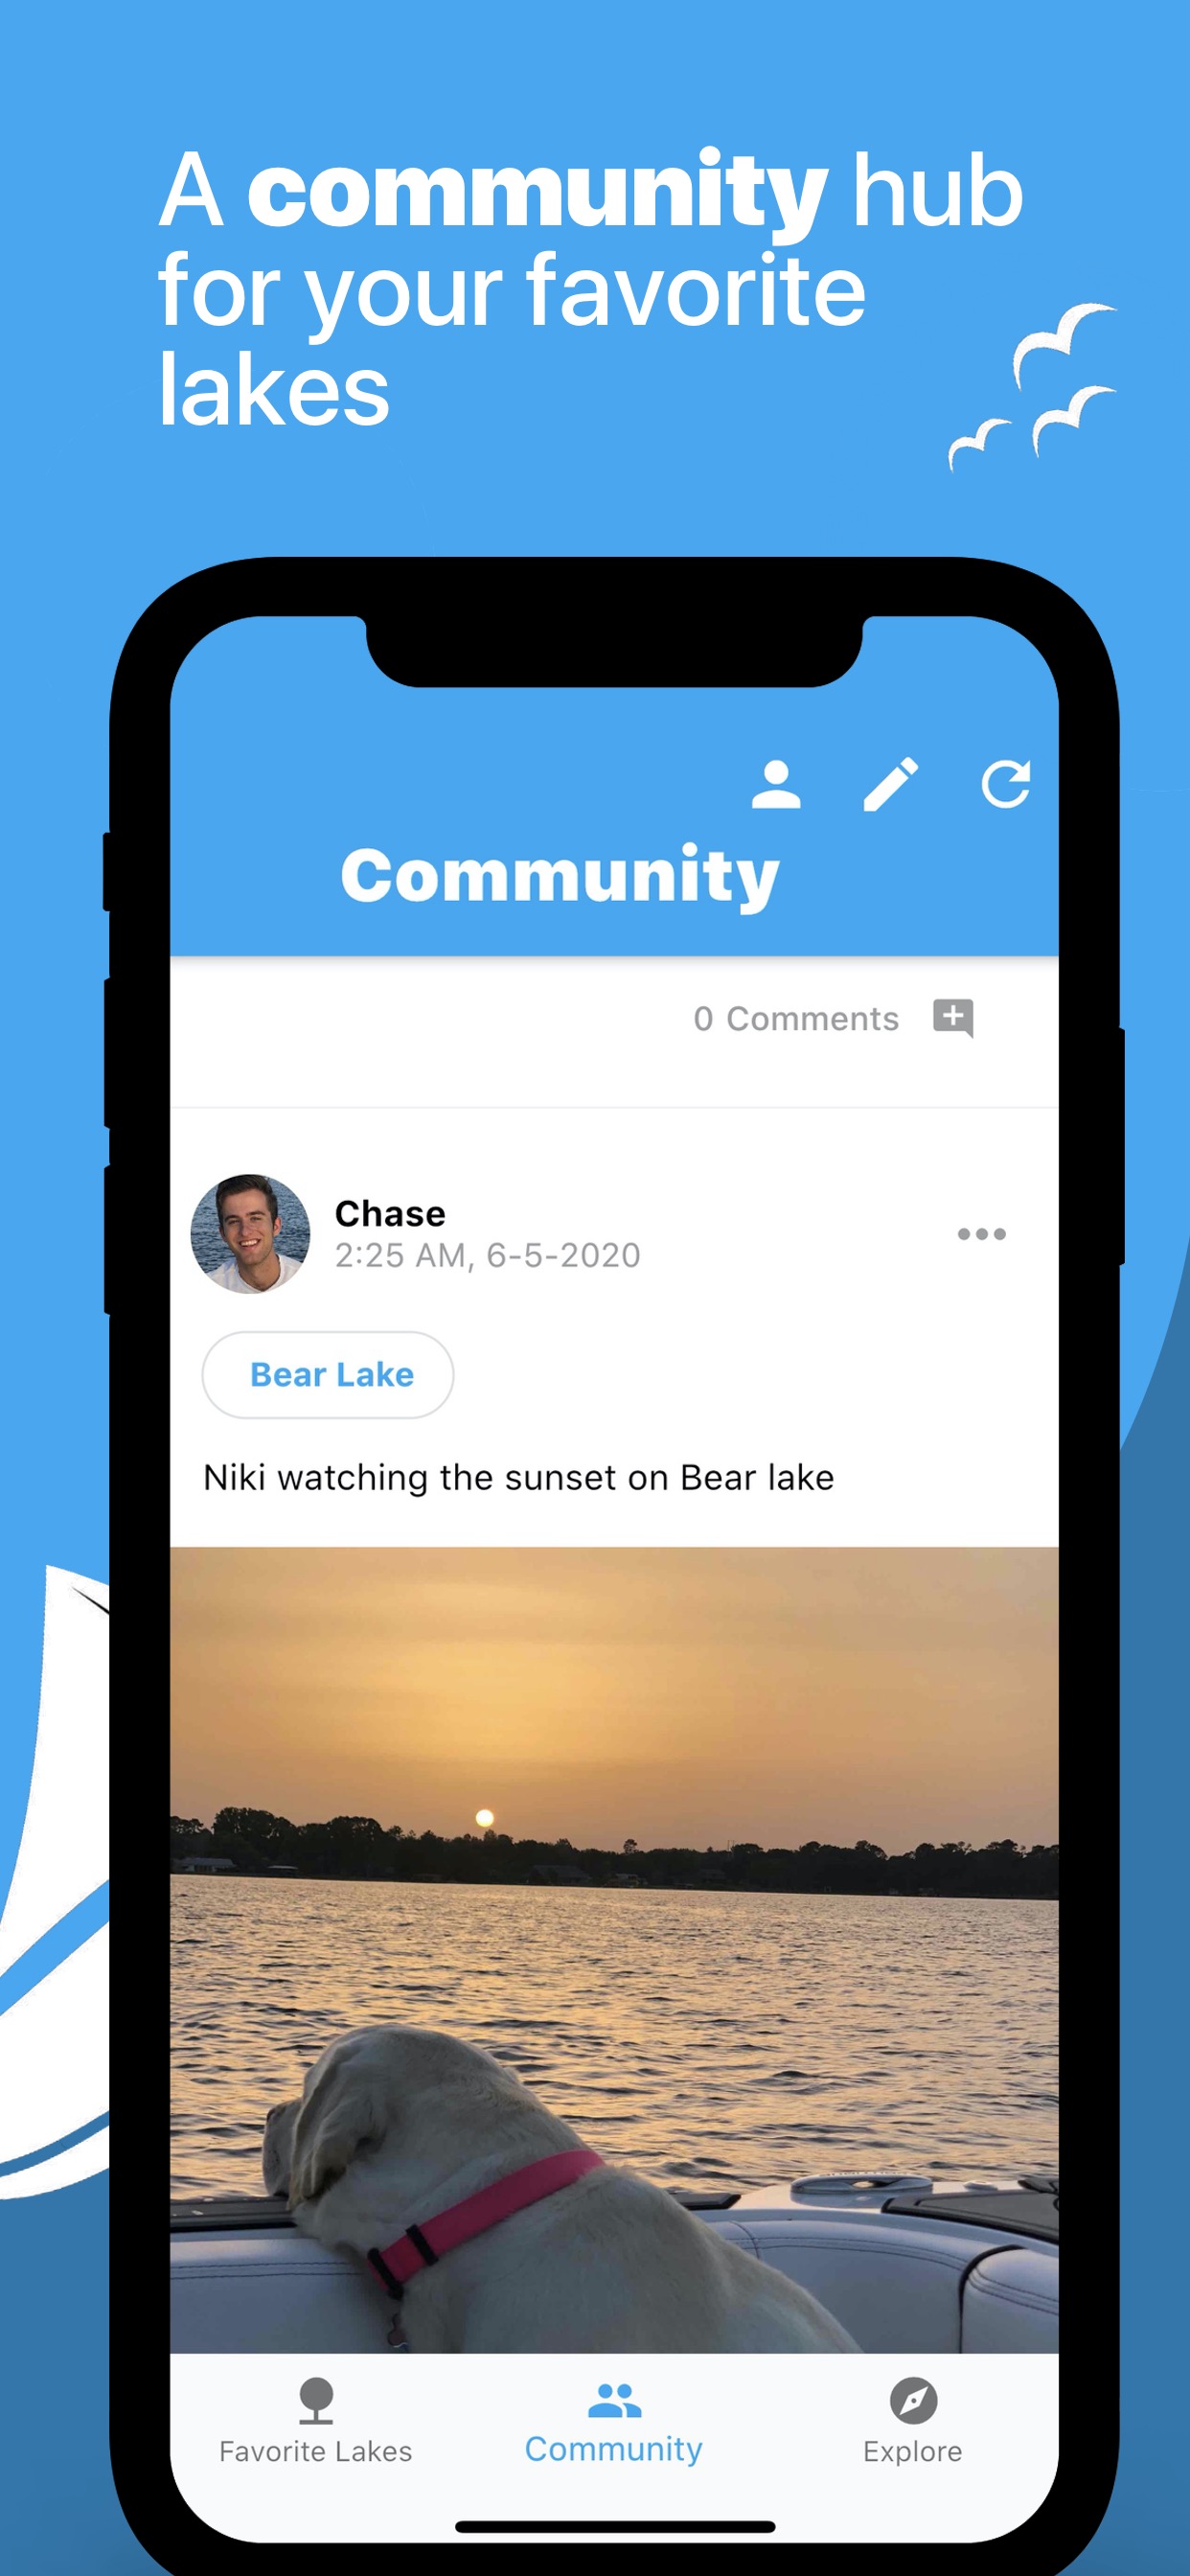 A community hub
for your favorite
lakes
Community
0 Comments
Chase
2:25 AM, 6-5-2020
Bear Lake
Niki watching the sunset on Bear lake
Favorite Lakes
Community
Explore